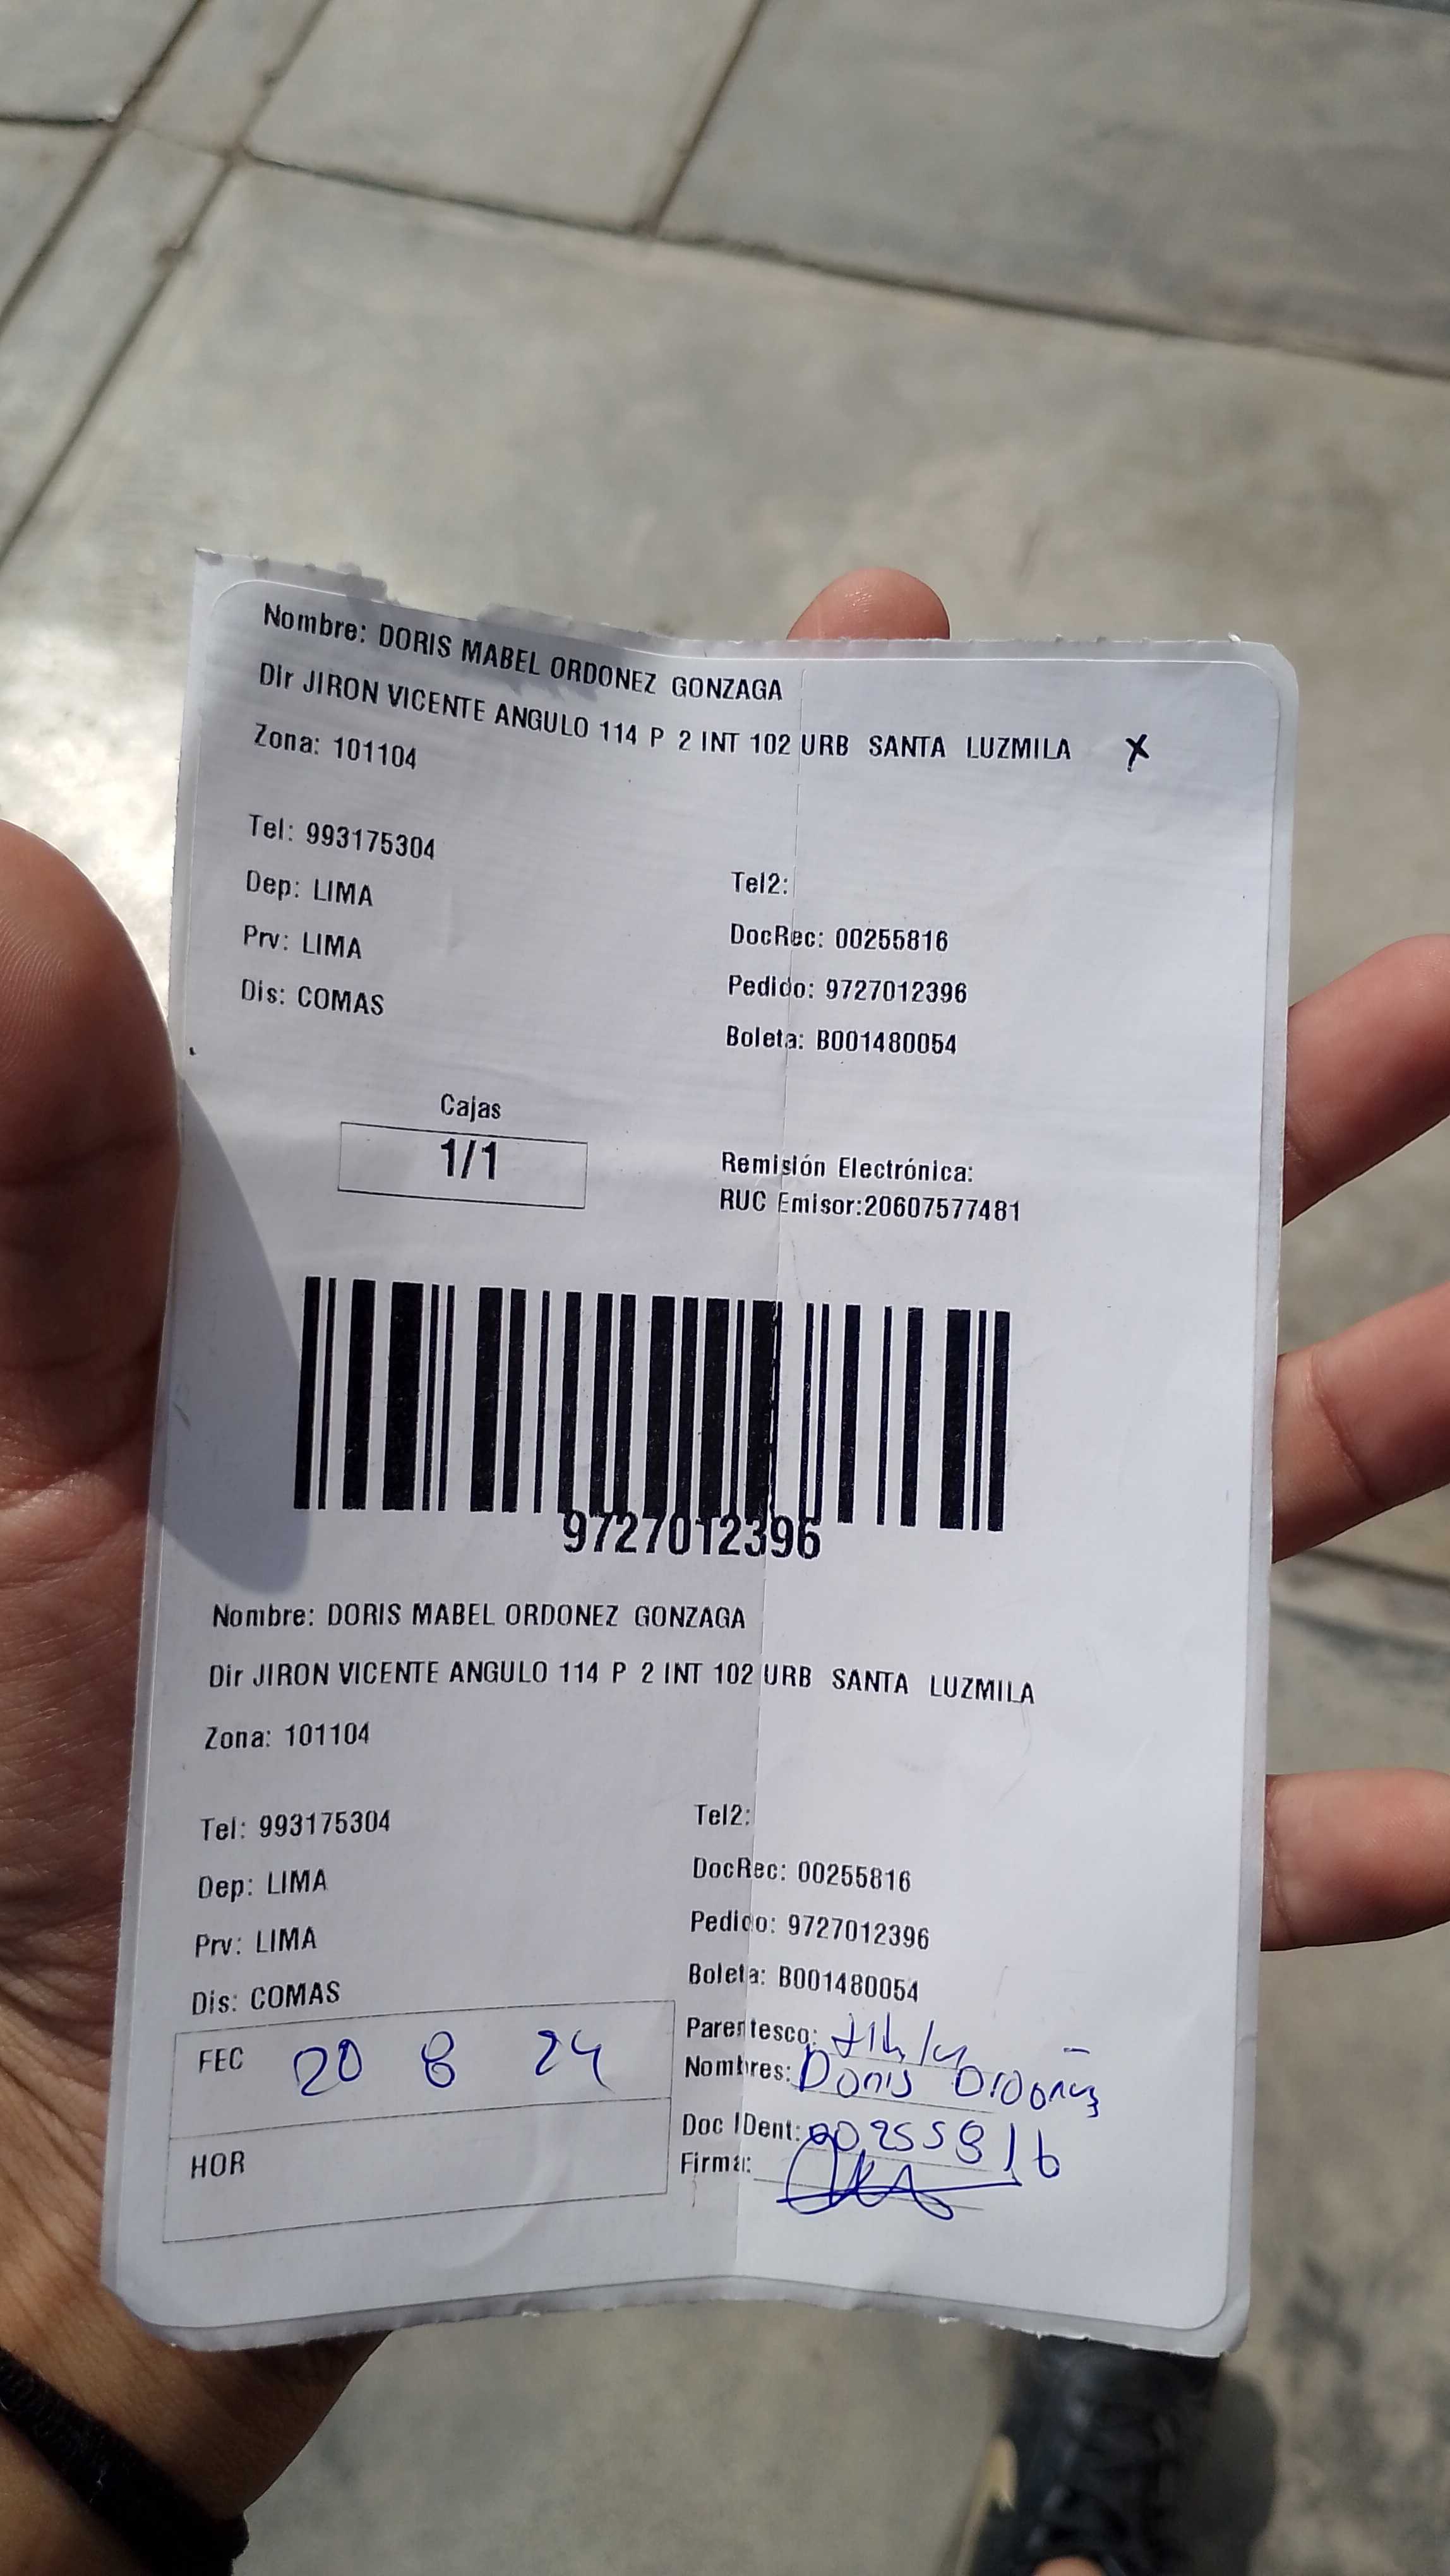 Nombre: DORIS MABEL ORDONEZ GONZAGA
Dir JIRON VICENTE ANGULO 114 P 2 INT 102 URB SANTA LUZMILA X
Zona: 101104
Tel: 993175304
Tel2:
Dep: LIMA
DocRec: 00255816
Prv: LIMA
Pedido: 9727012396
Dis: COMAS
Boleta: B001480054
Cajas
1/1
Remisión Electrónica:
RUC Emisor:20607577481
9727012396
Nombre: DORIS MABEL ORDONEZ GONZAGA
Dir JIRON VICENTE ANGULO 114 P 2 INT 102 URB SANTA LUZMILA
Zona: 101104
Tel: 993175304
Tel2:
Dep: LIMA
DocRec: 00255816
Prv: LIMA
Pedido: 9727012396
Dis: COMAS
Boleta: B001480054
FEC 20 8 24
Parentesco:
Nombres: Doris Ordoñez
HOR
Doc IDent: 00255816
Firma: